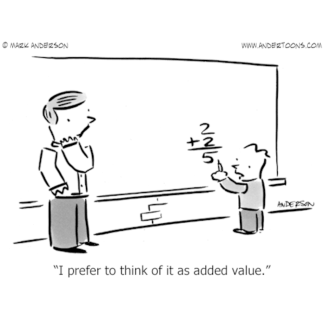 © MARK ANDERSON WWW.ANDERTOONS.COM
2
+ 2
5
ANDERSON
"I prefer to think of it as added value."